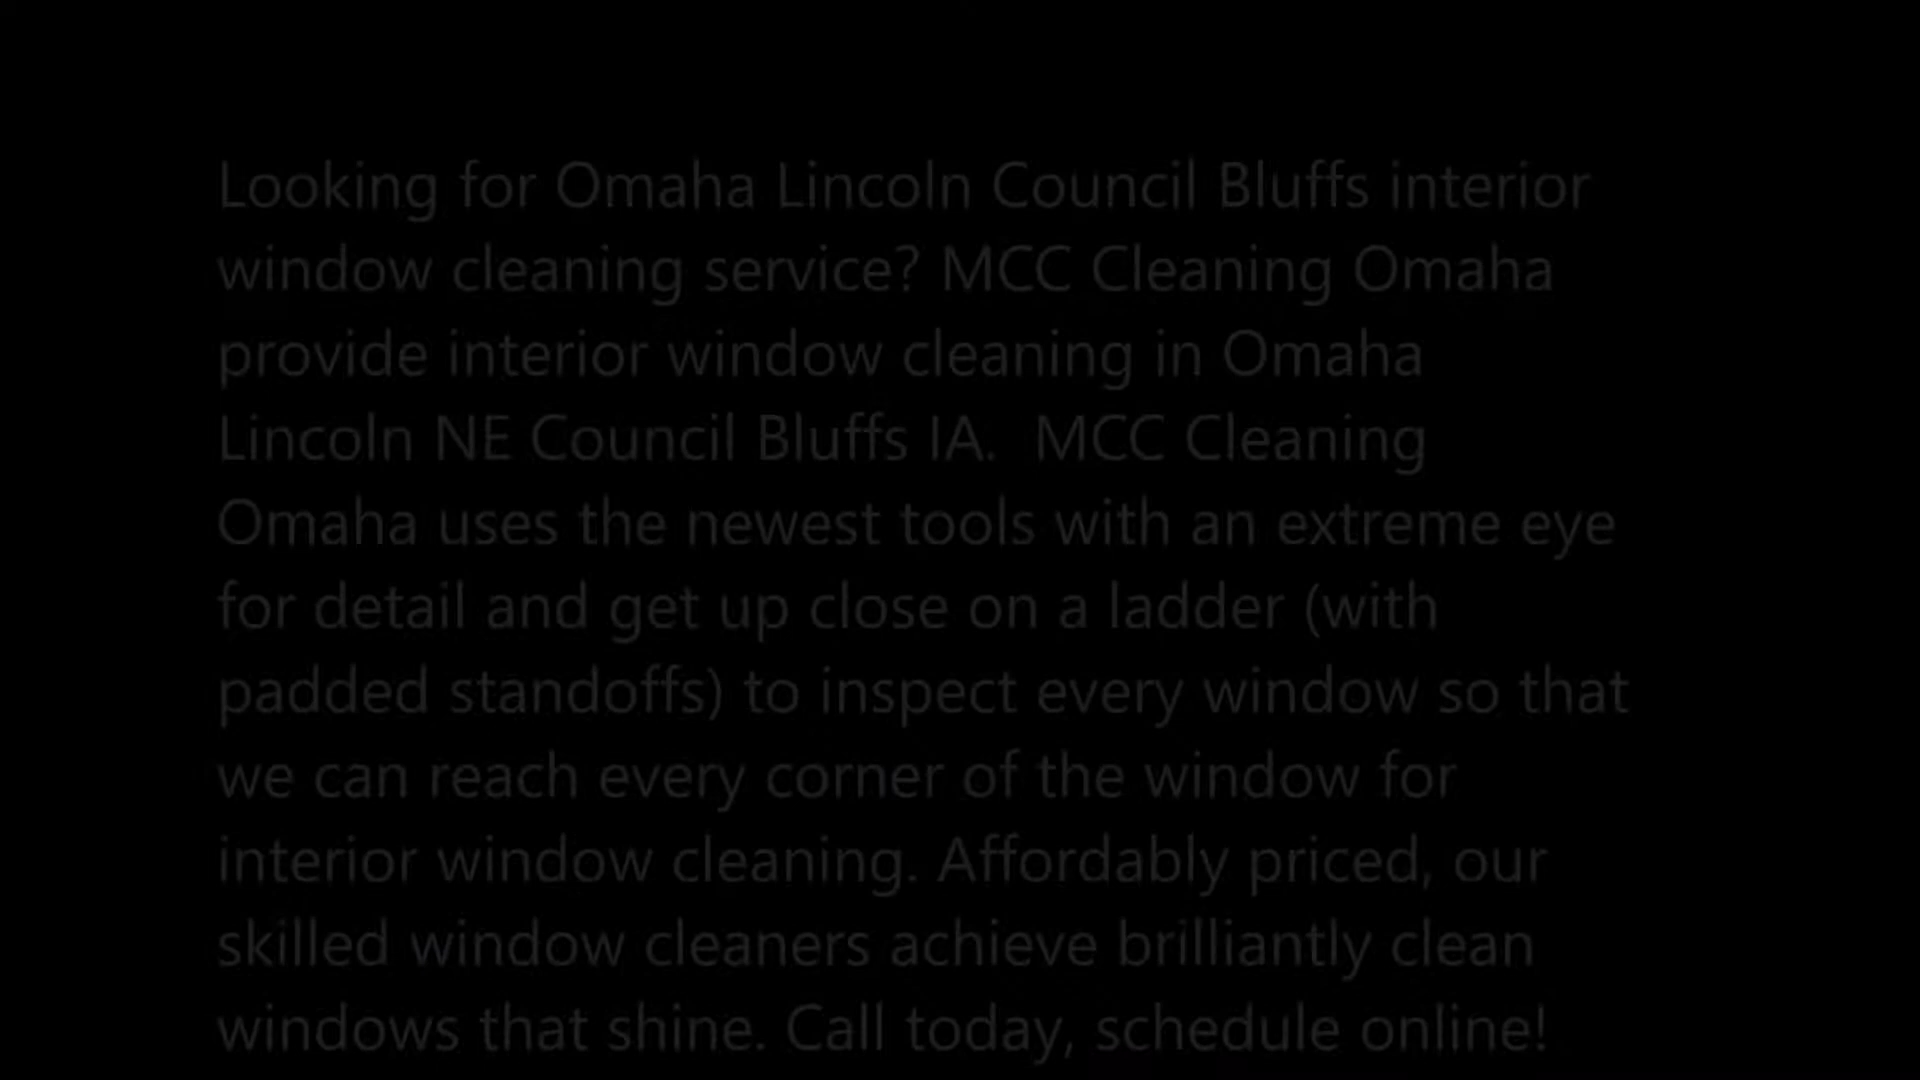 Looking for Omaha Lincoln Council Bluffs interior
window cleaning service? MCC Cleaning Omaha
provide interior window cleaning in Omaha
Lincoln NE Council Bluffs IA.  MCC Cleaning
Omaha uses the newest tools with an extreme eye
for detail and get up close on a ladder (with
padded standoffs) to inspect every window so that
we can reach every corner of the window for
interior window cleaning. Affordably priced, our
skilled window cleaners achieve brilliantly clean
windows that shine. Call today, schedule online!